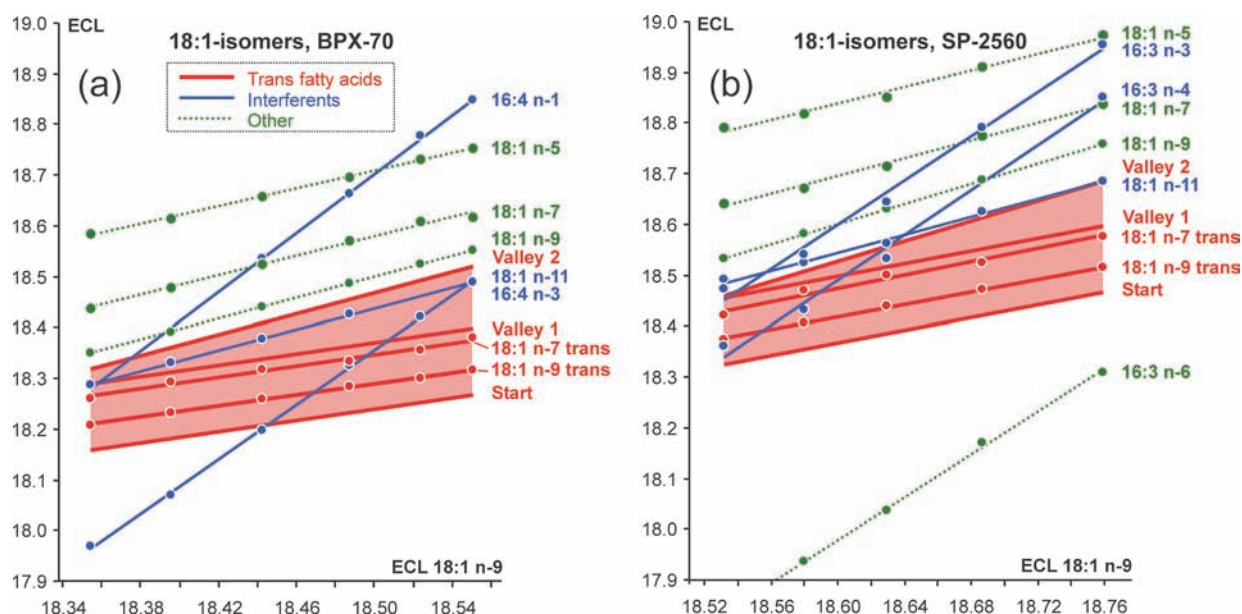 19.0
ECL
18.9
18.8
18.7
18.6
18.5
18.4
18.3
18.2
18.1
18.0
17.9
18.1-isomers, BPX-70
(a)
Trans fatty acids
Interferents
Other
16:4 n-1
18:1 n-5
18:1 n-7
18:1 n-9
Valley 2
18:1 n-11
16:4 n-3
Valley 1
18:1 n-7 trans
18:1 n-9 trans
Start
ECL 18:1 n-9
18.34
18.38
18.42
18.46
18.50
18.54
19.0
ECL
18.9
18.8
18.7
18.6
18.5
18.4
18.3
18.2
18.1
18.0
17.9
18:1-isomers, SP-2560
(b)
18:1 n-5
16:3 n-3
16:3 n-4
18:1 n-7
18:1 n-9
Valley 2
18:1 n-11
Valley 1
18:1 n-7 trans
18:1 n-9 trans
Start
16:3 n-6
ECL 18:1 n-9
18.52
18.56
18.60
18.64
18.68
18.72
18.76